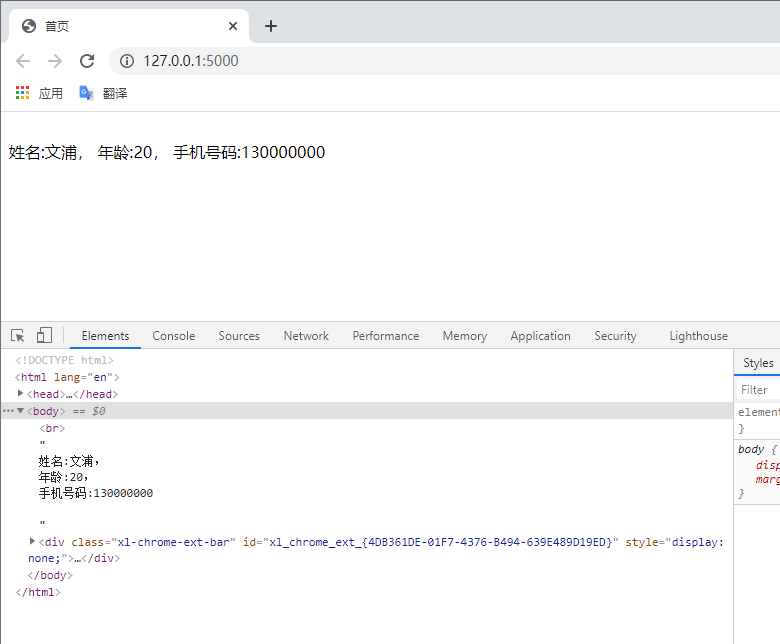 首页
127.0.0.1:5000
应用 翻译
姓名:文浦， 年龄:20， 手机号码:130000000
Elements Console Sources Network Performance Memory Application Security Lighthouse
<!DOCTYPE html>
<html lang="en">
<head>…</head>
<body> == $0
<br>
"
姓名:文浦，
年龄:20，
手机号码:130000000
"
<div class="xl-chrome-ext-bar" id="xl_chrome_ext_{4DB361DE-01F7-4376-B494-639E489D19ED}" style="display:
none;">…</div>
</body>
</html>
Styles
Filter
element
}
body {
disp
marg
}